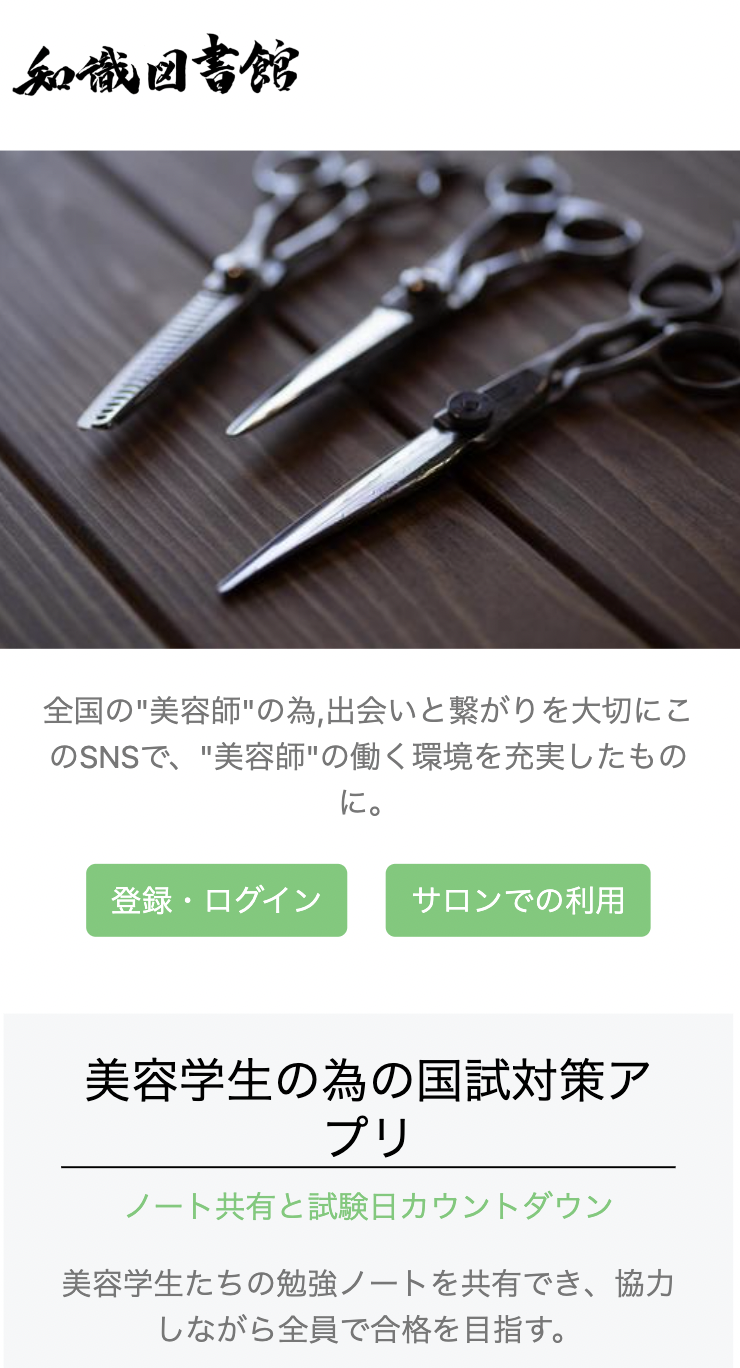 知識図書館
全国の"美容師"の為,出会いと繋がりを大切にこ
のSNSで、"美容師"の働く環境を充実したもの
に。
登録・ログイン
サロンでの利用
美容学生の為の国試対策ア
プリ
ノート共有と試験日カウントダウン
美容学生たちの勉強ノートを共有でき、協力
しながら全員で合格を目指す。